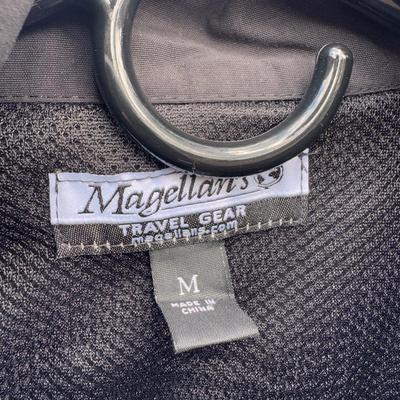 Magellan's
TRAVEL GEAR
magellans.com
M
MADE IN
CHINA